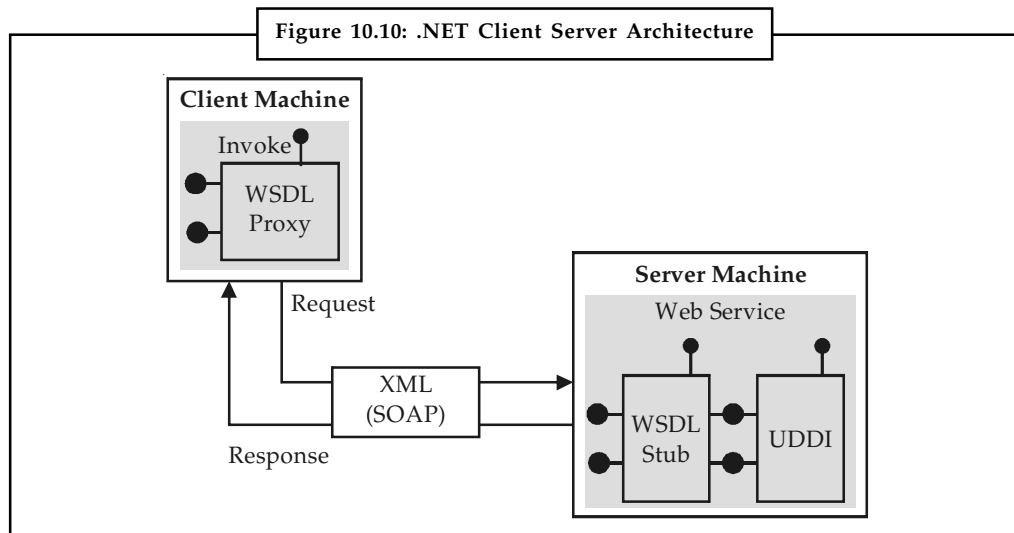 Figure 10.10: .NET Client Server Architecture
Client Machine
Invoke
WSDL
Proxy
Request
Server Machine
Web Service
XML
(SOAP)
WSDL
Stub
UDDI
Response